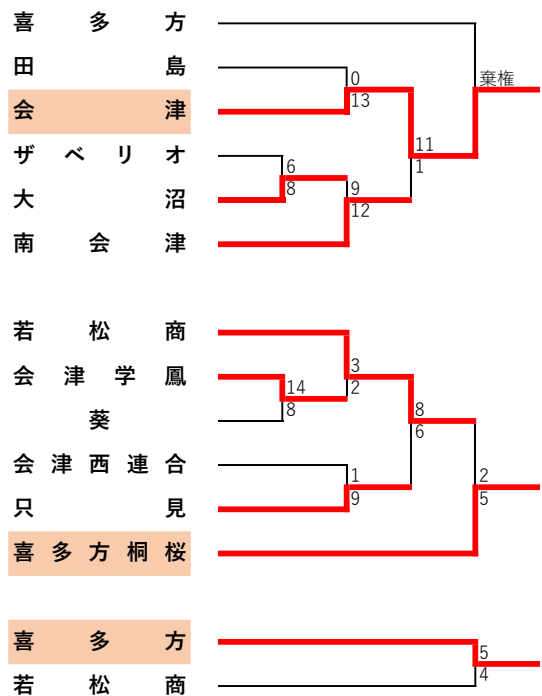 喜多方
棄権
田島
0
会津
13
11
ザベリオ
6
1
大沼
8
9
12
南会津
若松商
3
会津学鳳
14
2
葵
8
8
6
会津西連合
1
2
只見
9
5
喜多方桐桜
喜多方
5
若松商
4